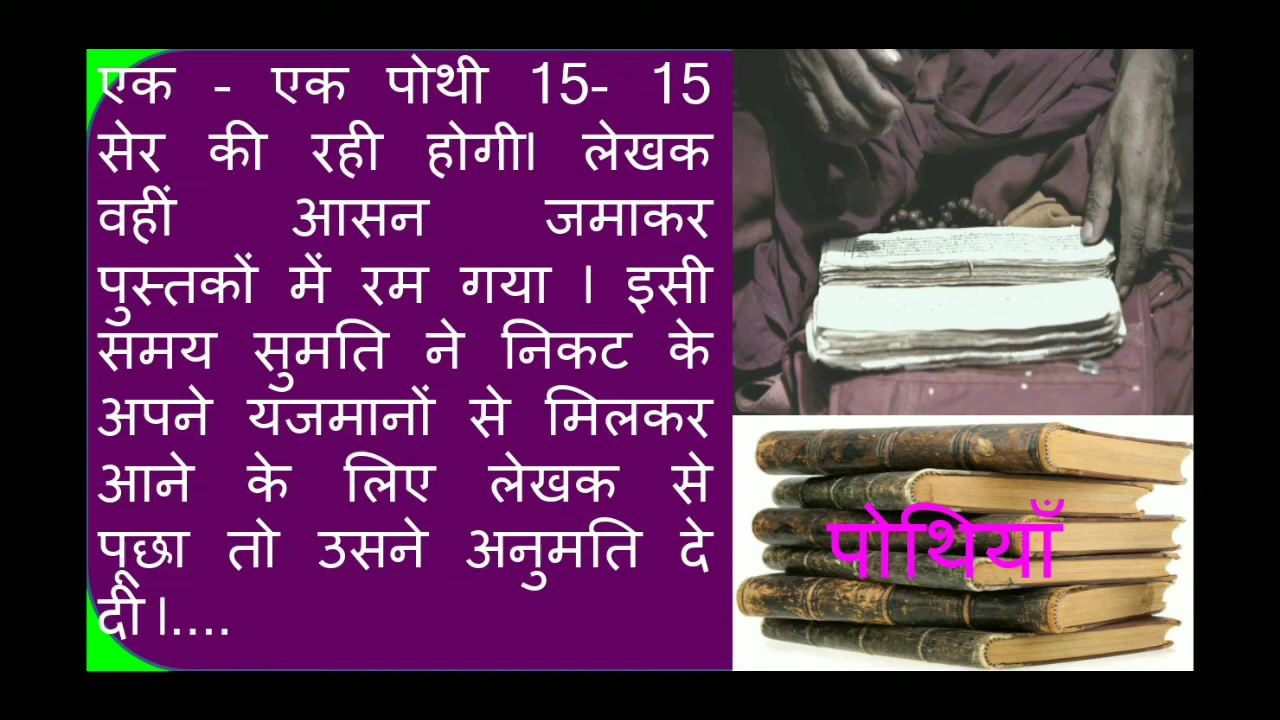 एक - एक पोथी 15- 15
सेर की रही होगी। लेखक
वहीं आसन जमाकर
पुस्तकों में रम गया । इसी
समय सुमति ने निकट के
अपने यजमानों से मिलकर
आने के लिए लेखक से
पूछा तो उसने अनुमति दे
दी।....
पोथियाँ